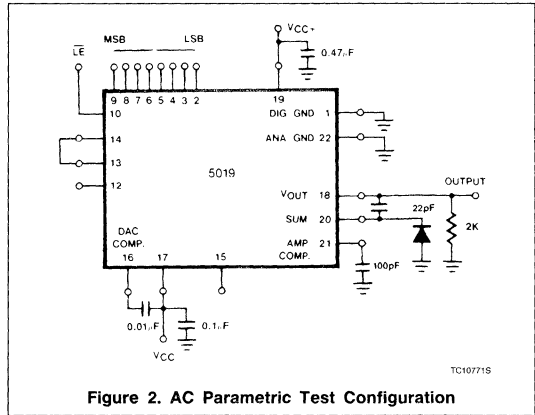 VCC+
0.47μF
MSB LSB
LE
9 8 7 6 5 4 3 2
19
10
DIG GND 1
14
ANA GND 22
13
5019
12
VOUT 18
OUTPUT
22pF
SUM 20
2K
DAC
COMP.
AMP 21
COMP.
16 17 15
100pF
0.01μF
0.1μF
VCC
TC10771S
Figure 2. AC Parametric Test Configuration